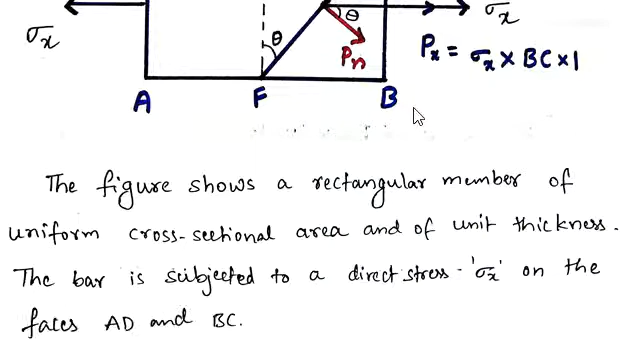 σx
θ
θ
σx
Pn
Px = σx × BC × 1
A
F
B
The figure shows a rectangular member of
uniform cross-sectional area and of unit thickness.
The bar is subjected to a direct stress - 'σx' on the
faces AD and BC.